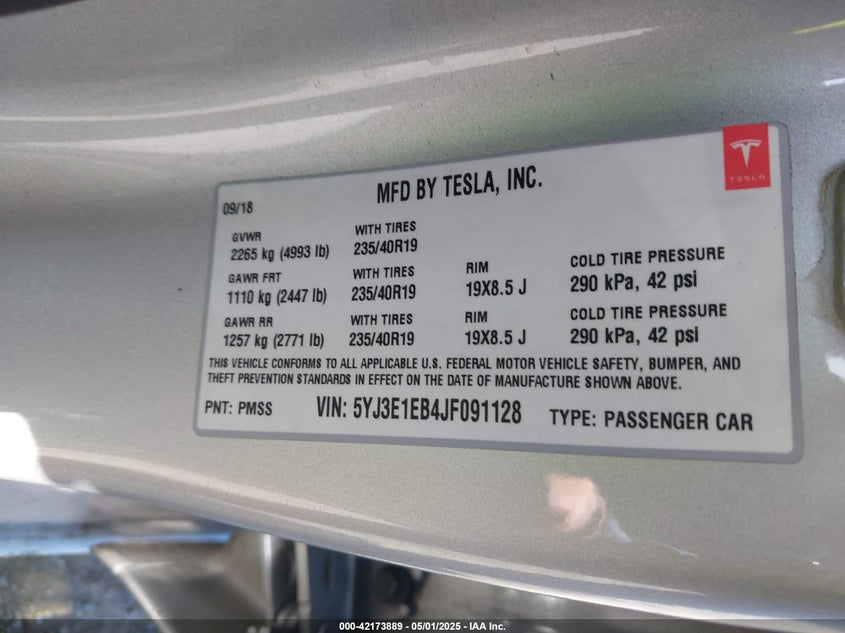 TESLA
MFD BY TESLA, INC.
09/18
GVWR WITH TIRES
2265 kg (4993 lb) 235/40R19
GAWR FRT WITH TIRES RIM COLD TIRE PRESSURE
1110 kg (2447 lb) 235/40R19 19X8.5 J 290 kPa, 42 psi
GAWR RR WITH TIRES RIM COLD TIRE PRESSURE
1257 kg (2771 lb) 235/40R19 19X8.5 J 290 kPa, 42 psi
THIS VEHICLE CONFORMS TO ALL APPLICABLE U.S. FEDERAL MOTOR VEHICLE SAFETY, BUMPER, AND
THEFT PREVENTION STANDARDS IN EFFECT ON THE DATE OF MANUFACTURE SHOWN ABOVE.
PNT: PMSS VIN: 5YJ3E1EB4JF091128 TYPE: PASSENGER CAR
000-42173889 - 05/01/2025 - IAA Inc.